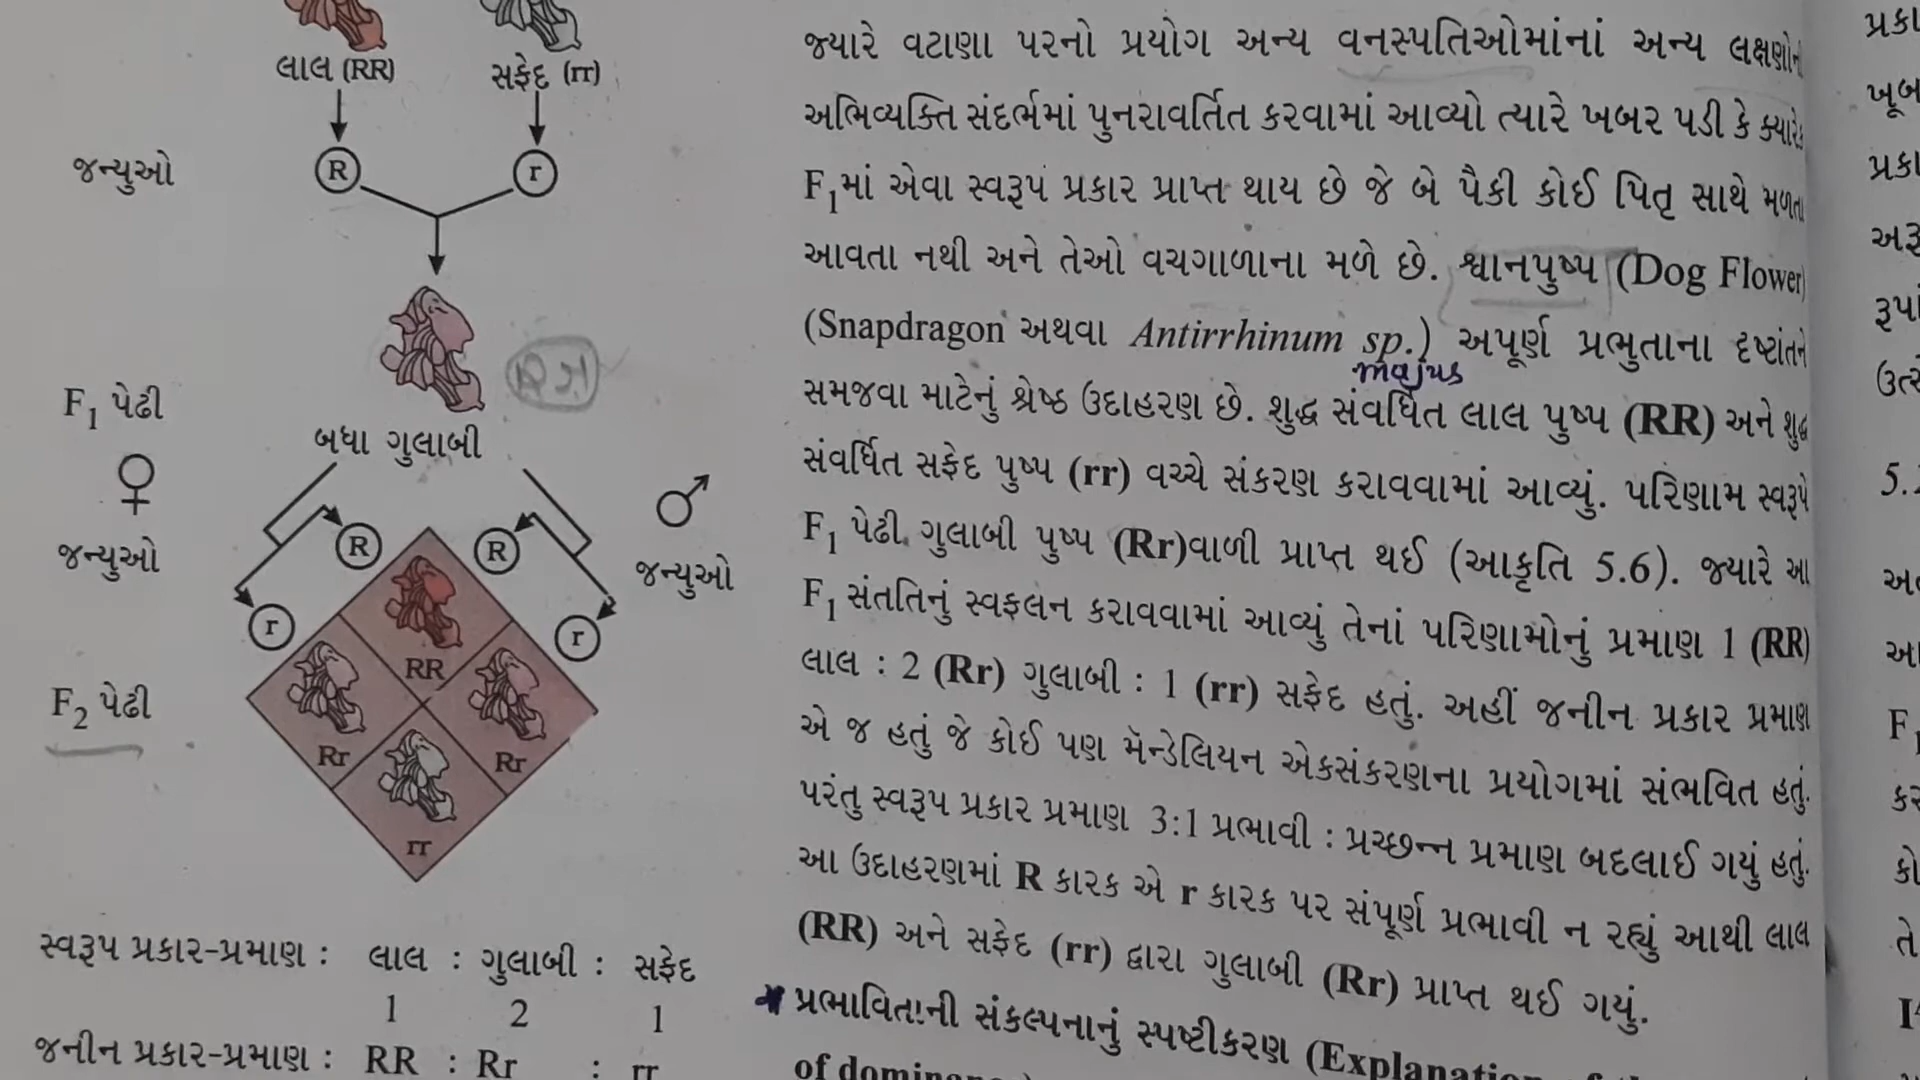 લાલ (RR)
સફેદ (rr)
જન્યુઓ
R
r
Rr
F₁ પેઢી
બધા ગુલાબી
♀
♂
જન્યુઓ
R
R
જન્યુઓ
r
r
RR
F₂ પેઢી
Rr
Rr
rr
સ્વરૂપ પ્રકાર-પ્રમાણ : લાલ : ગુલાબી : સફેદ
1 2 1
જનીન પ્રકાર-પ્રમાણ : RR : Rr : rr
જ્યારે વટાણા પરનો પ્રયોગ અન્ય વનસ્પતિઓમાંનાં અન્ય લક્ષણોની
અભિવ્યક્તિ સંદર્ભમાં પુનરાવર્તિત કરવામાં આવ્યો ત્યારે ખબર પડી કે ક્યારેક
F₁માં એવા સ્વરૂપ પ્રકાર પ્રાપ્ત થાય છે જે બે પૈકી કોઈ પિતૃ સાથે મળતા
આવતા નથી અને તેઓ વચગાળાના મળે છે. શ્વાનપુષ્પ (Dog Flower)
(Snapdragon અથવા Antirrhinum sp.) અપૂર્ણ પ્રભુતાના દૃષ્ટાંતને
majus
સમજવા માટેનું શ્રેષ્ઠ ઉદાહરણ છે. શુદ્ધ સંવર્ધિત લાલ પુષ્પ (RR) અને શુદ્ધ
સંવર્ધિત સફેદ પુષ્પ (rr) વચ્ચે સંકરણ કરાવવામાં આવ્યું. પરિણામ સ્વરૂપે
F₁ પેઢી ગુલાબી પુષ્પ (Rr)વાળી પ્રાપ્ત થઈ (આકૃતિ 5.6). જ્યારે આ
F₁ સંતતિનું સ્વફલન કરાવવામાં આવ્યું તેનાં પરિણામોનું પ્રમાણ 1 (RR)
લાલ : 2 (Rr) ગુલાબી : 1 (rr) સફેદ હતું. અહીં જનીન પ્રકાર પ્રમાણ
એ જ હતું જે કોઈ પણ મૅન્ડેલિયન એકસંકરણના પ્રયોગમાં સંભવિત હતું.
પરંતુ સ્વરૂપ પ્રકાર પ્રમાણ 3:1 પ્રભાવી : પ્રચ્છન્ન પ્રમાણ બદલાઈ ગયું હતું.
આ ઉદાહરણમાં R કારક એ r કારક પર સંપૂર્ણ પ્રભાવી ન રહ્યું આથી લાલ
(RR) અને સફેદ (rr) દ્વારા ગુલાબી (Rr) પ્રાપ્ત થઈ ગયું.
પ્રભાવિતાની સંકલ્પનાનું સ્પષ્ટીકરણ (Explanation of the
of dominance)